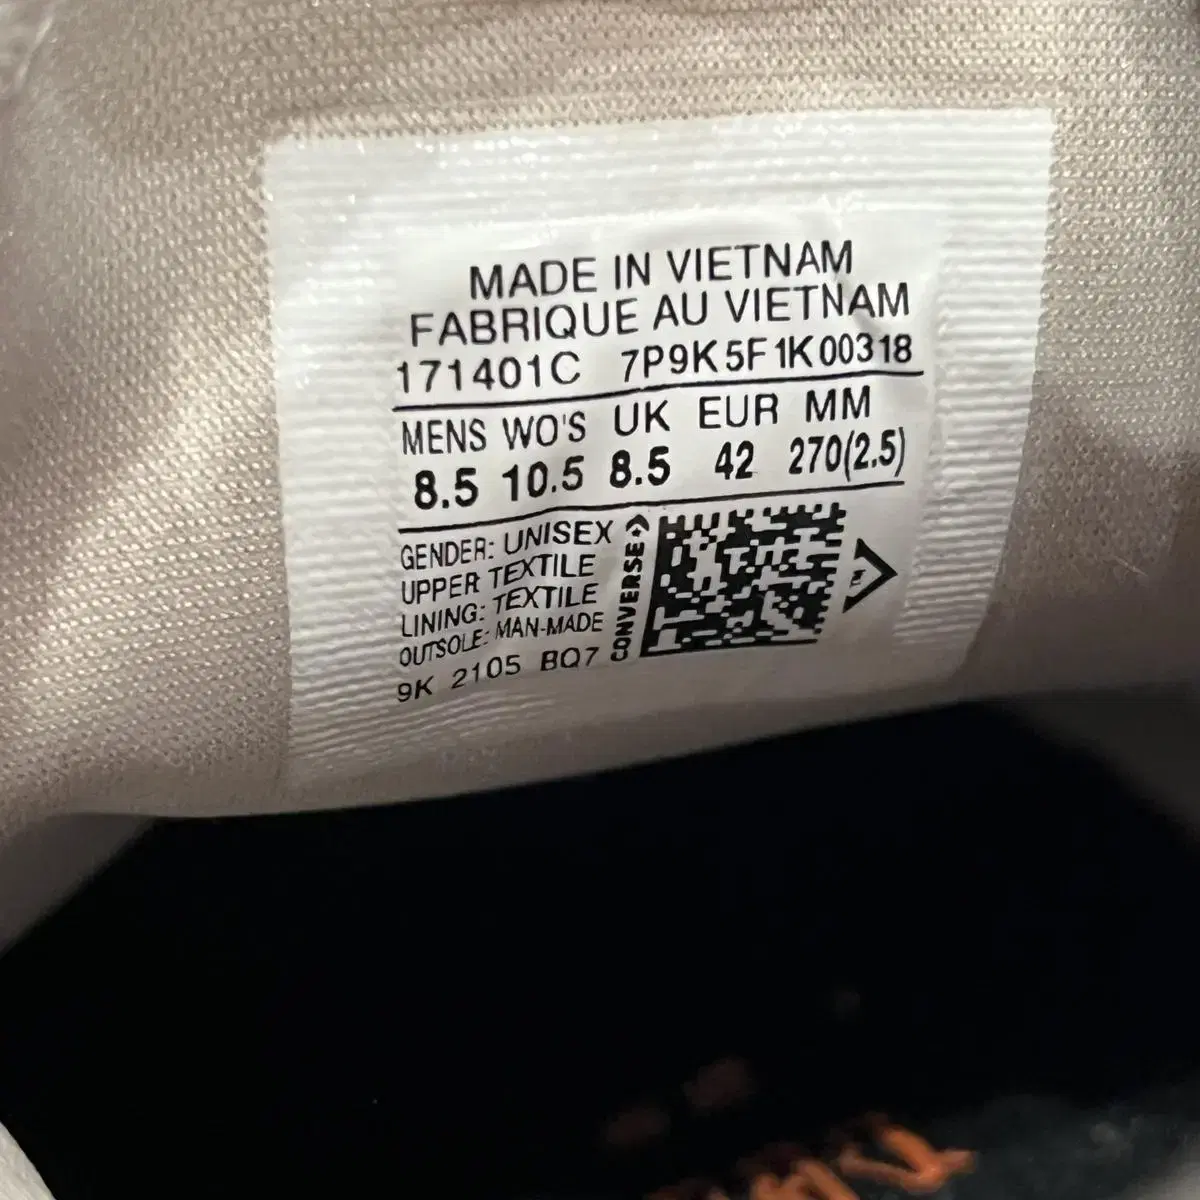 MADE IN VIETNAM
FABRIQUE AU VIETNAM
171401C 7P9K5F1K00318
MENS WO'S UK EUR MM
8.5 10.5 8.5 42 270(2.5)
GENDER: UNISEX
UPPER TEXTILE
LINING: TEXTILE
OUTSOLE: MAN-MADE
9K 2105 BQ7
CONVERSE